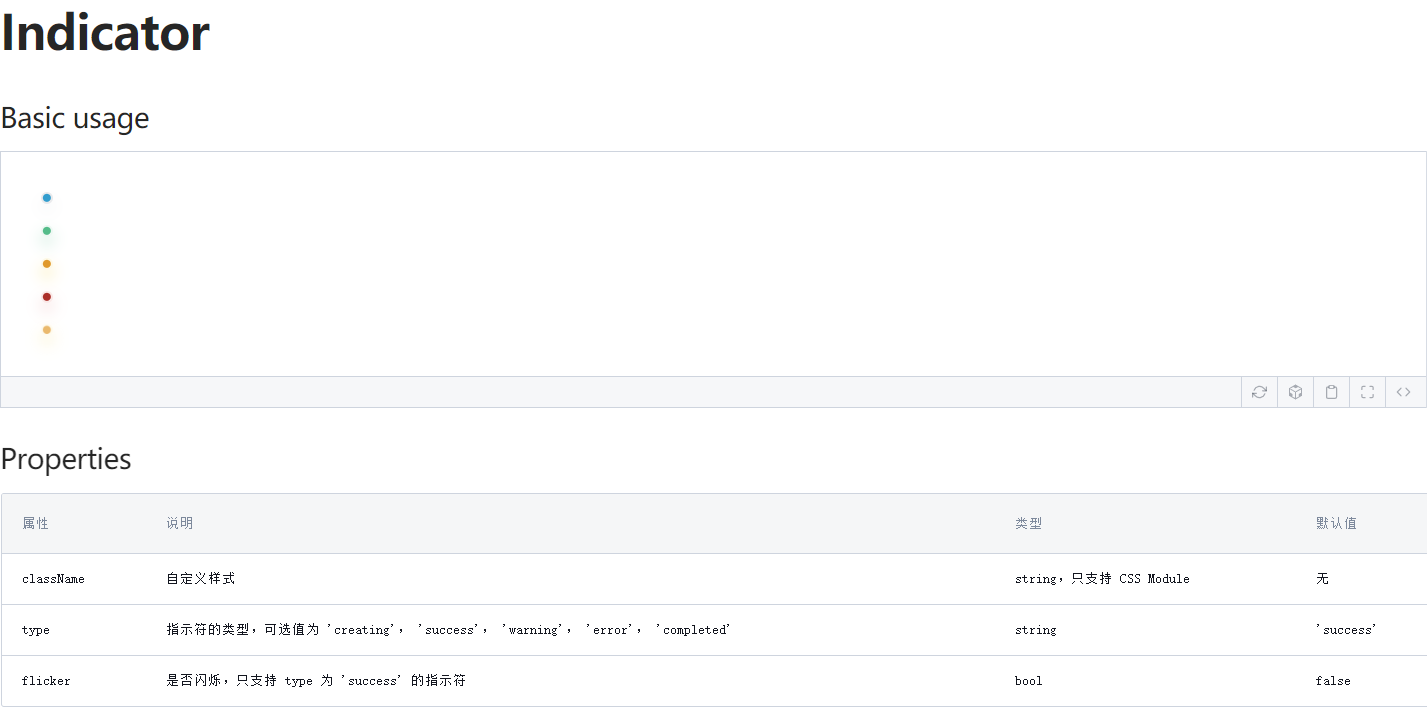 Indicator
Basic usage
Properties
属性 说明 类型 默认值
className 自定义样式 string，只支持 CSS Module 无
type 指示符的类型，可选值为 'creating', 'success', 'warning', 'error', 'completed' string 'success'
flicker 是否闪烁，只支持 type 为 'success' 的指示符 bool false